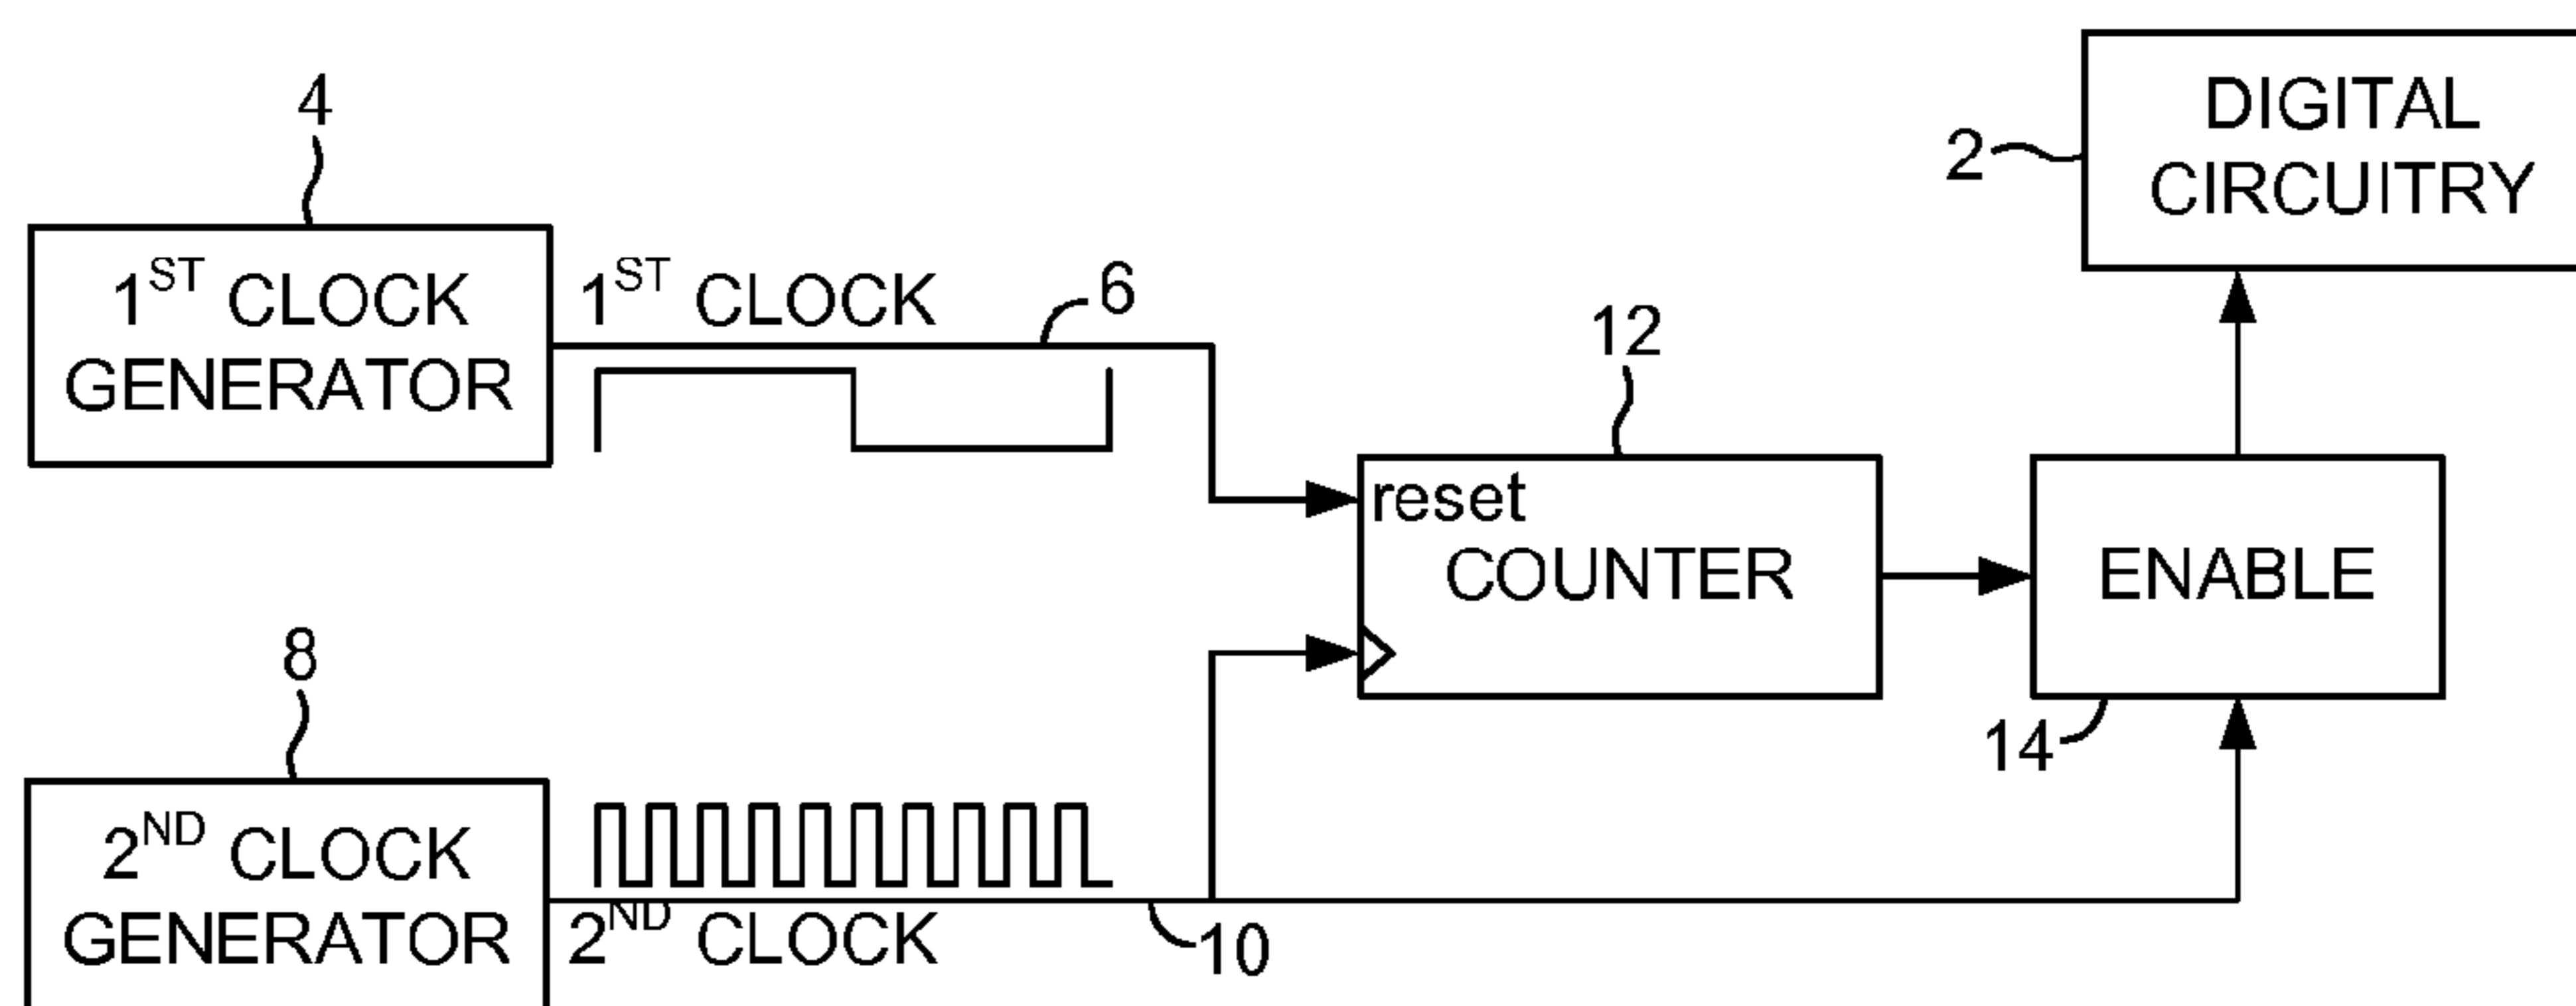 DIGITAL
CIRCUITRY
2
4
1ST CLOCK
GENERATOR
1ST CLOCK
6
12
reset
COUNTER
ENABLE
14
8
2ND CLOCK
GENERATOR
2ND CLOCK
10